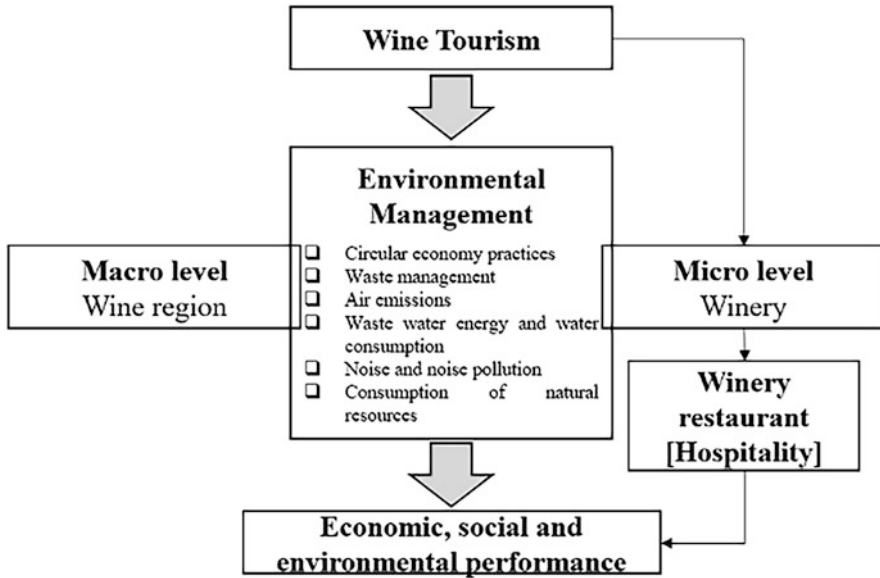 Wine Tourism
Environmental
Management
❑ Circular economy practices
❑ Waste management
❑ Air emissions
❑ Waste water energy and water
consumption
❑ Noise and noise pollution
❑ Consumption of natural
resources
Macro level
Wine region
Micro level
Winery
Winery
restaurant
[Hospitality]
Economic, social and
environmental performance